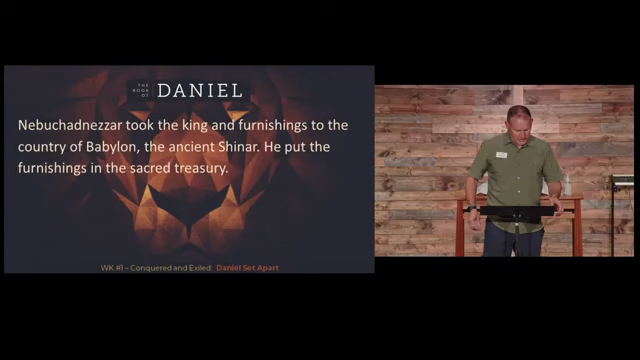 THE
BOOK
OF
DANIEL
Nebuchadnezzar took the king and furnishings to the
country of Babylon, the ancient Shinar. He put the
furnishings in the sacred treasury.
WK #1 – Conquered and Exiled: Daniel Set Apart